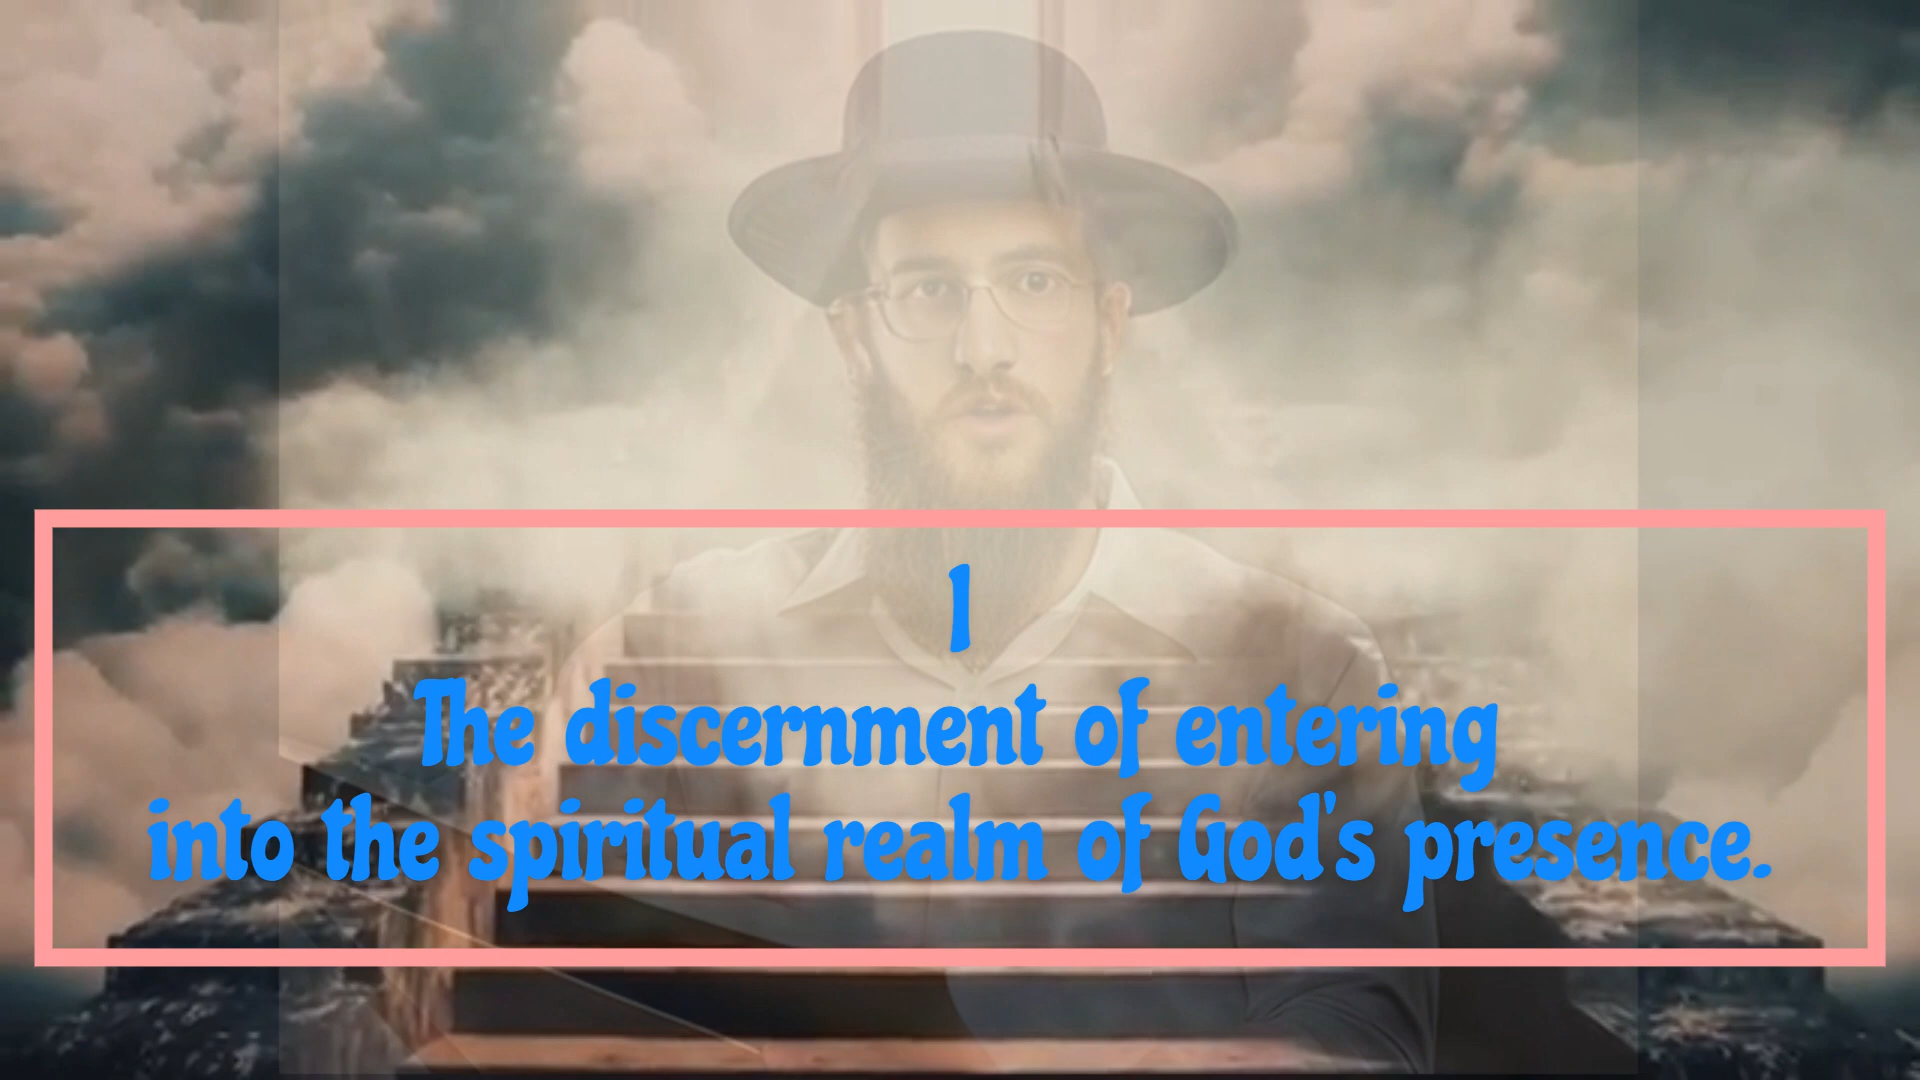 1
The discernment of entering
into the spiritual realm of God's presence.